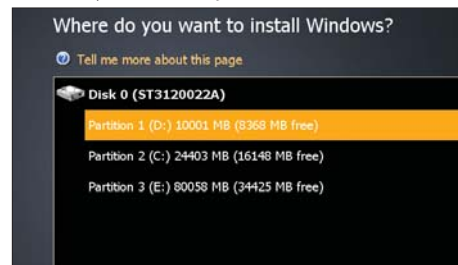 Where do you want to install Windows?
Tell me more about this page
Disk 0 (ST3120022A)
Partition 1 (D:) 10001 MB (8368 MB free)
Partition 2 (C:) 24403 MB (16148 MB free)
Partition 3 (E:) 80058 MB (34425 MB free)